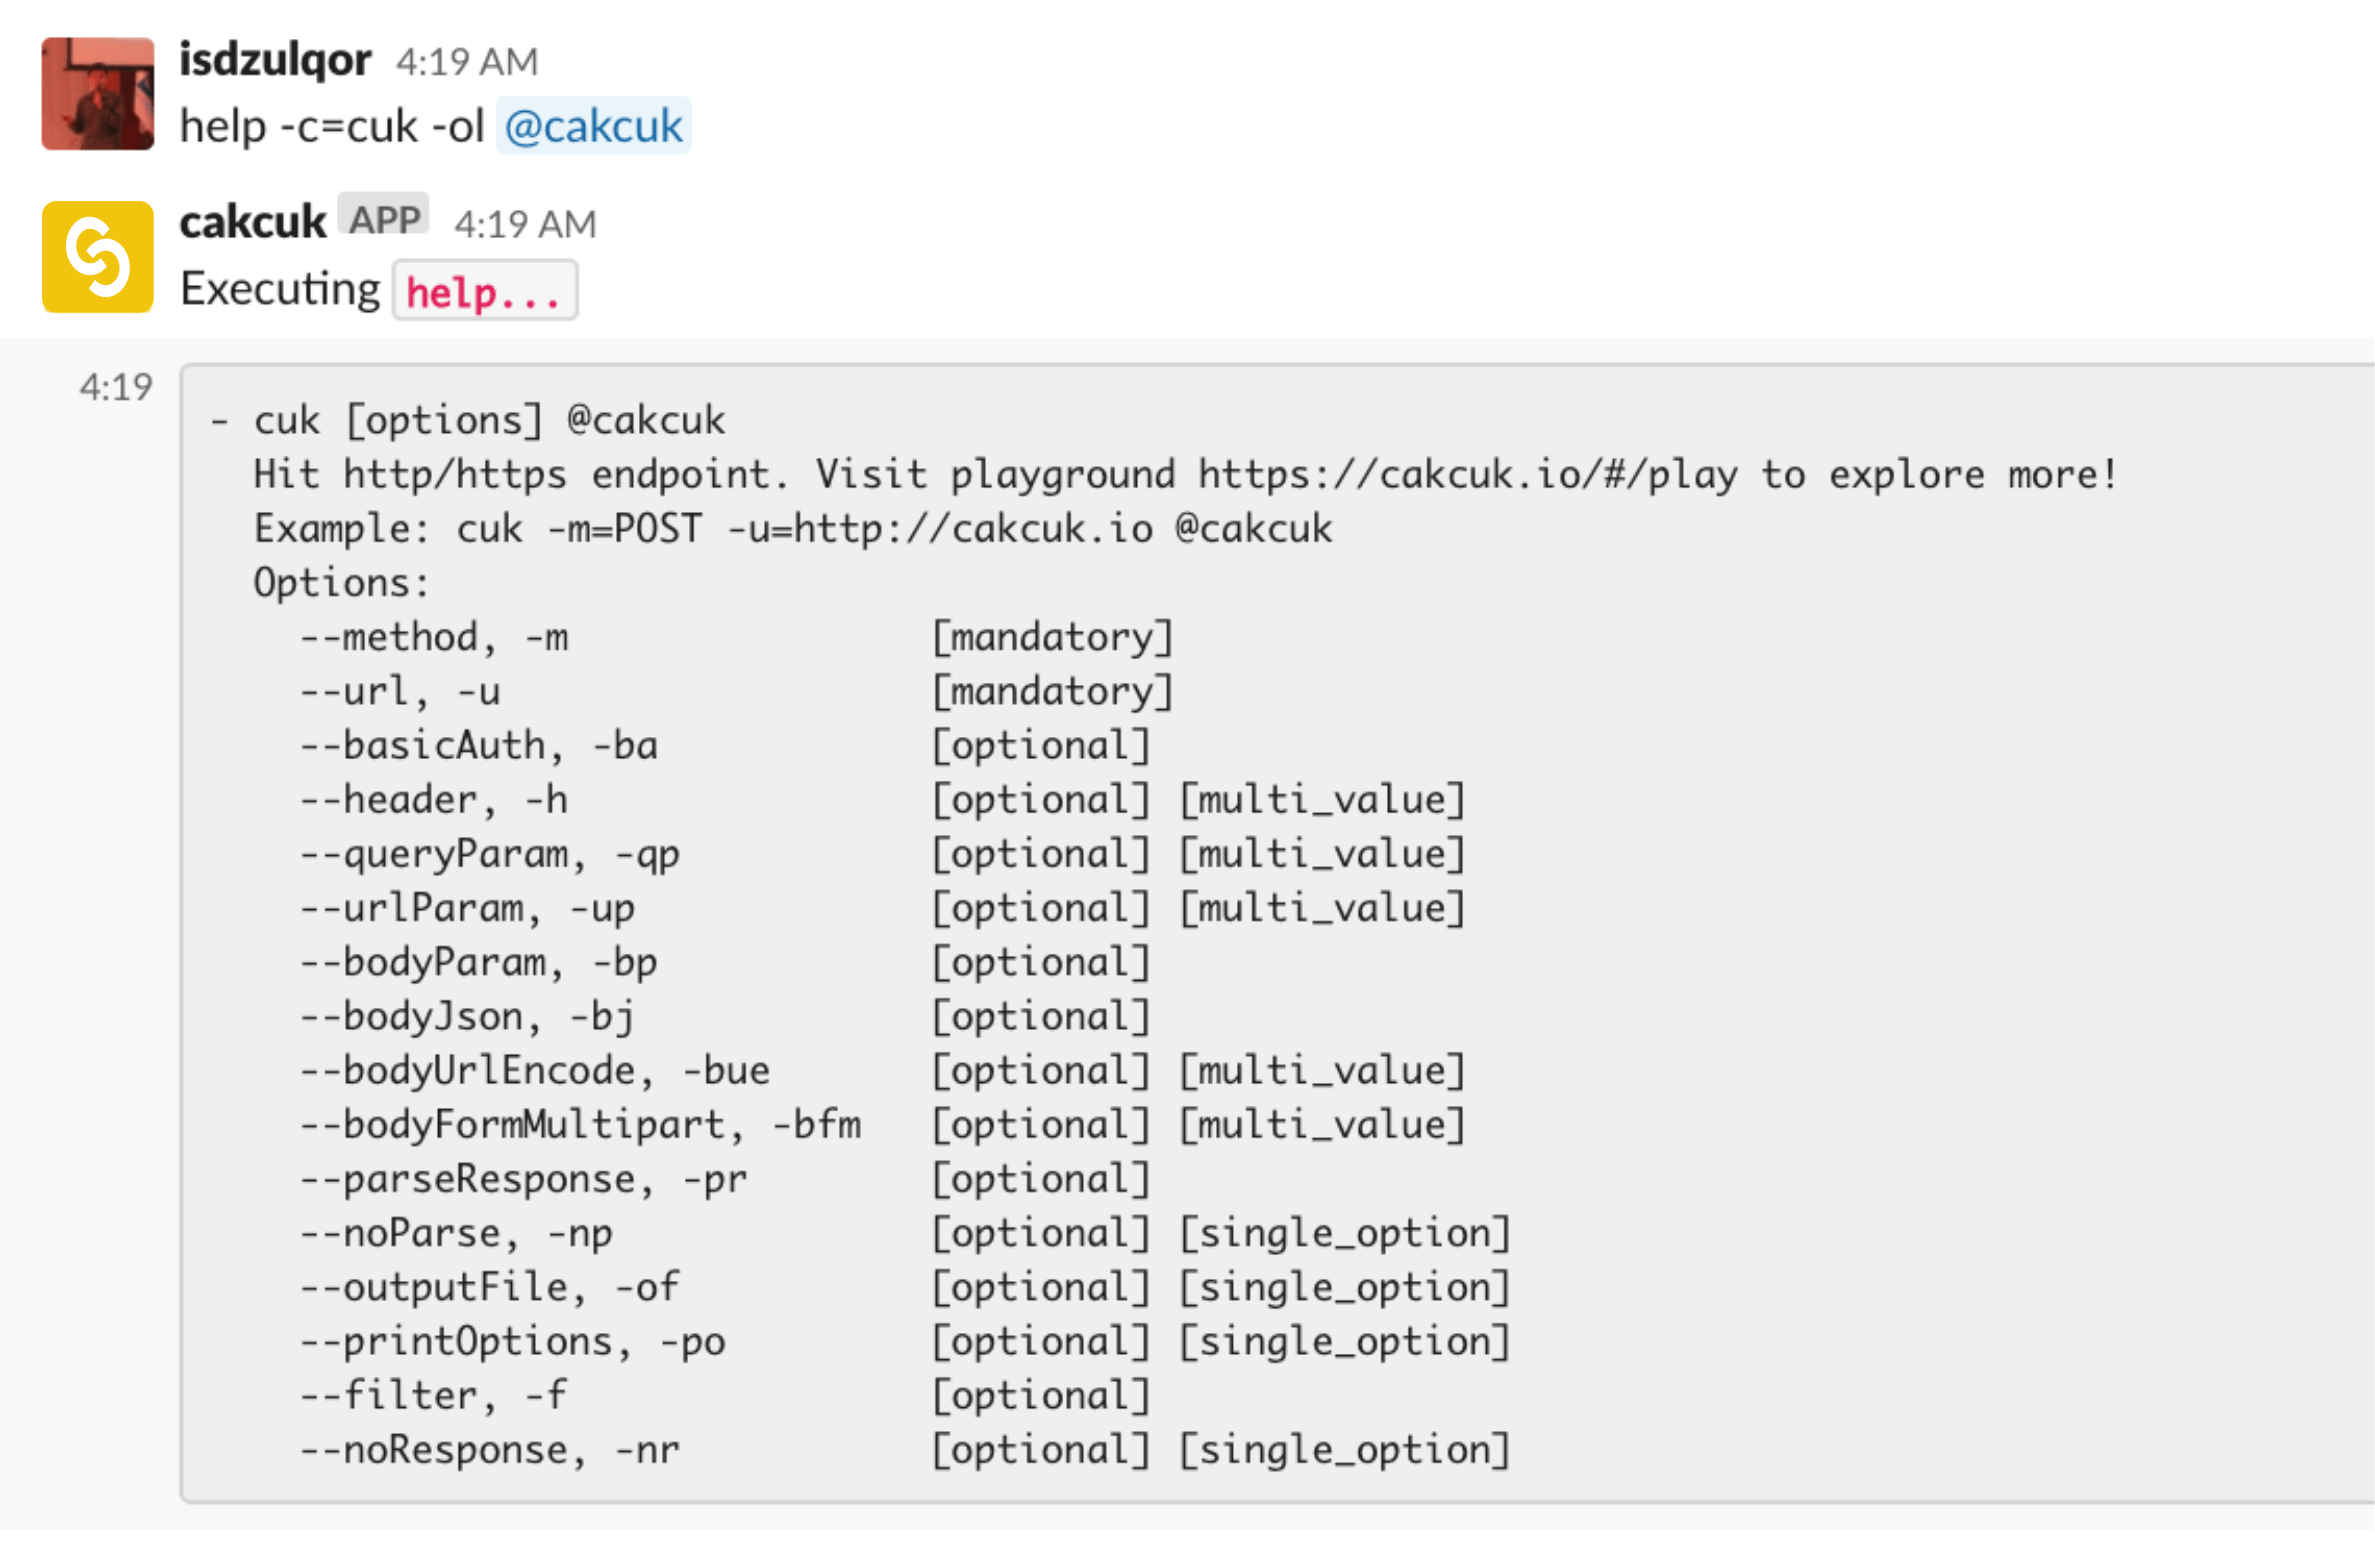 isdzulqor 4:19 AM
help -c=cuk -ol @cakcuk
cakcuk APP 4:19 AM
Executing help...
4:19
- cuk [options] @cakcuk
Hit http/https endpoint. Visit playground https://cakcuk.io/#/play to explore more!
Example: cuk -m=POST -u=http://cakcuk.io @cakcuk
Options:
--method, -m [mandatory]
--url, -u [mandatory]
--basicAuth, -ba [optional]
--header, -h [optional] [multi_value]
--queryParam, -qp [optional] [multi_value]
--urlParam, -up [optional] [multi_value]
--bodyParam, -bp [optional]
--bodyJson, -bj [optional]
--bodyUrlEncode, -bue [optional] [multi_value]
--bodyFormMultipart, -bfm [optional] [multi_value]
--parseResponse, -pr [optional]
--noParse, -np [optional] [single_option]
--outputFile, -of [optional] [single_option]
--printOptions, -po [optional] [single_option]
--filter, -f [optional]
--noResponse, -nr [optional] [single_option]